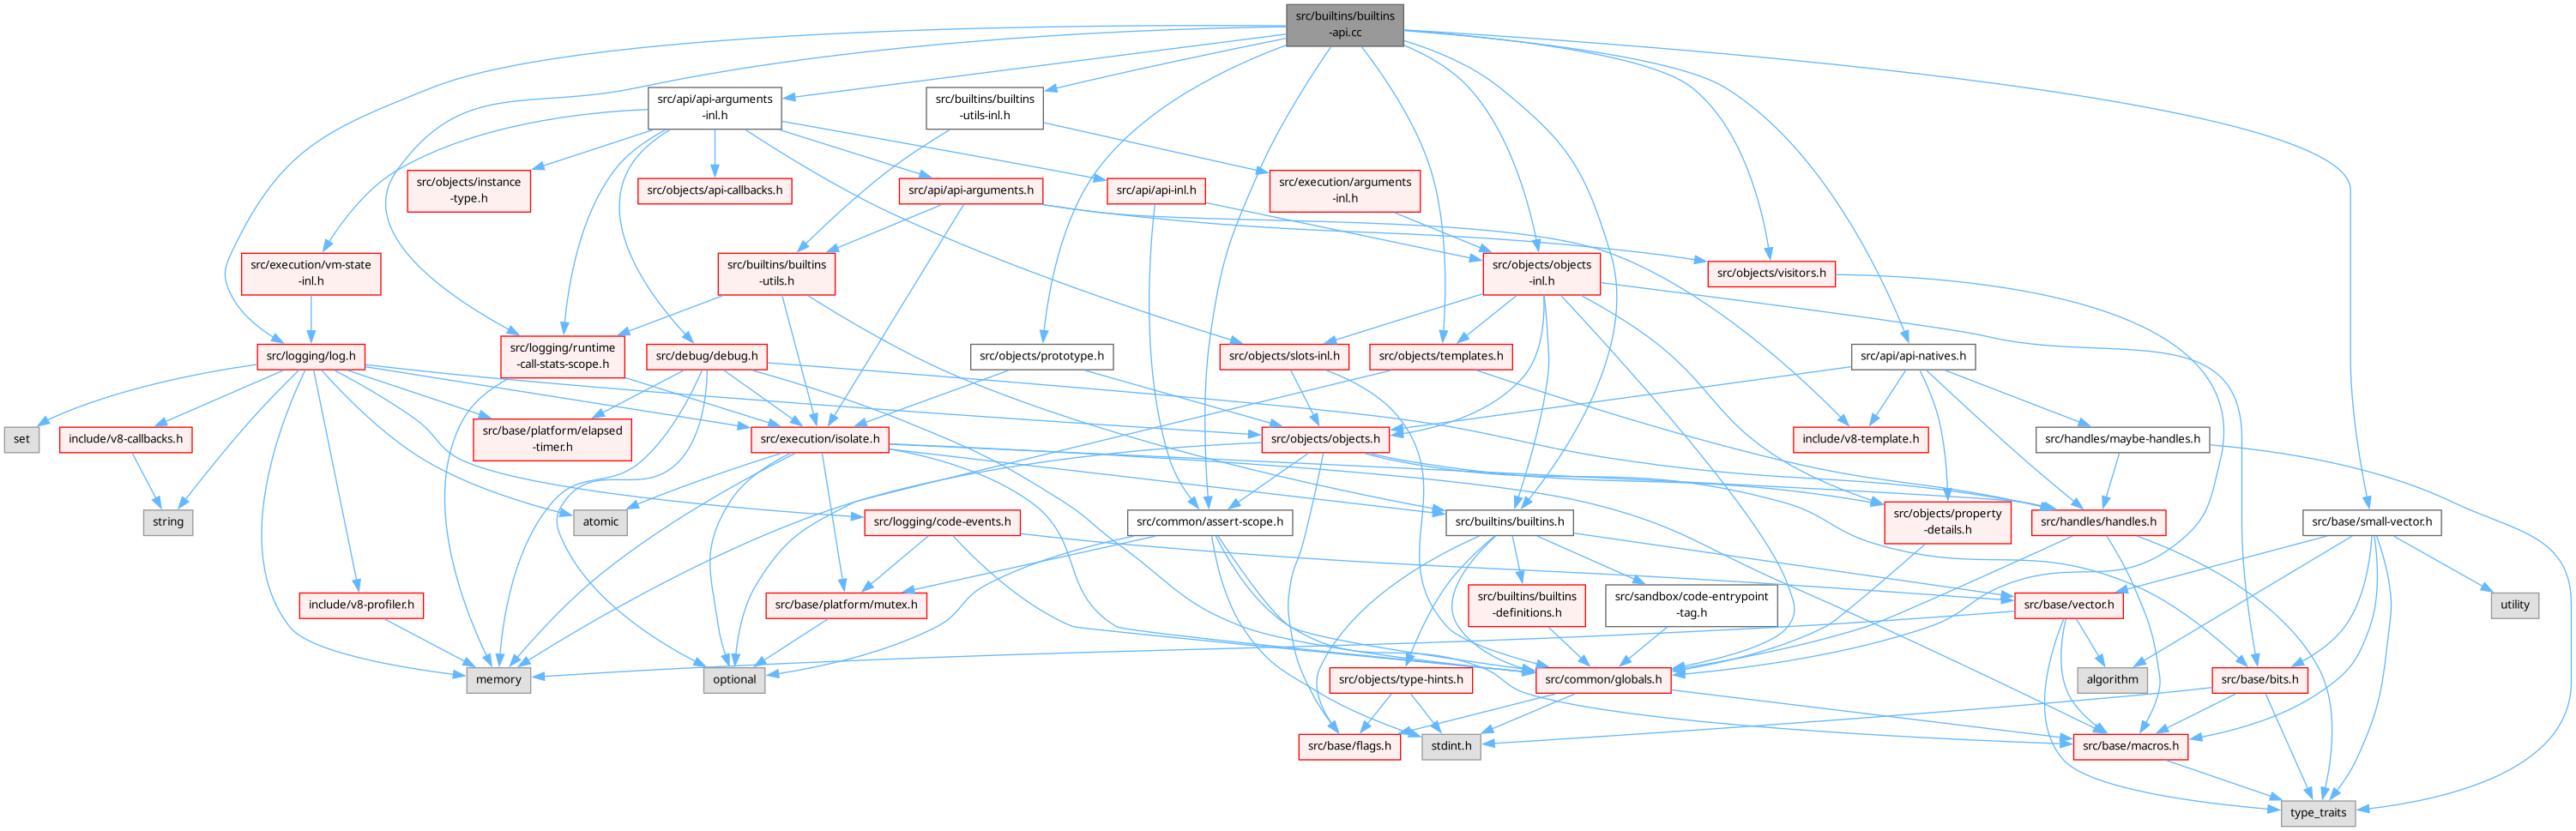 src/builtins/builtins
-api.cc
src/api/api-arguments
-inl.h
src/builtins/builtins
-utils-inl.h
src/objects/instance
-type.h
src/objects/api-callbacks.h
src/api/api-arguments.h
src/api/api-inl.h
src/execution/arguments
-inl.h
src/execution/vm-state
-inl.h
src/builtins/builtins
-utils.h
src/objects/objects
-inl.h
src/objects/visitors.h
src/logging/log.h
src/logging/runtime
-call-stats-scope.h
src/debug/debug.h
src/objects/prototype.h
src/objects/slots-inl.h
src/objects/templates.h
src/api/api-natives.h
set
include/v8-callbacks.h
src/base/platform/elapsed
-timer.h
src/execution/isolate.h
src/objects/objects.h
include/v8-template.h
src/handles/maybe-handles.h
string
atomic
src/logging/code-events.h
src/common/assert-scope.h
src/builtins/builtins.h
src/objects/property
-details.h
src/handles/handles.h
src/base/small-vector.h
include/v8-profiler.h
src/base/platform/mutex.h
src/builtins/builtins
-definitions.h
src/sandbox/code-entrypoint
-tag.h
src/base/vector.h
utility
memory
optional
src/objects/type-hints.h
src/common/globals.h
algorithm
src/base/bits.h
src/base/flags.h
stdint.h
src/base/macros.h
type_traits